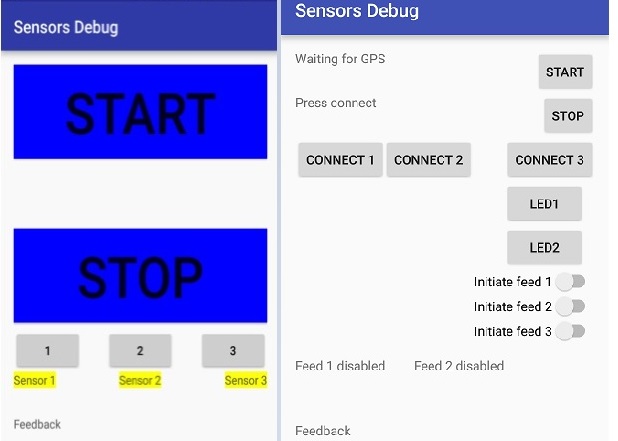 Sensors Debug
START
STOP
1 2 3
Sensor 1 Sensor 2 Sensor 3
Feedback
Sensors Debug
Waiting for GPS
START
Press connect
STOP
CONNECT 1 CONNECT 2 CONNECT 3
LED1
LED2
Initiate feed 1
Initiate feed 2
Initiate feed 3
Feed 1 disabled Feed 2 disabled
Feedback